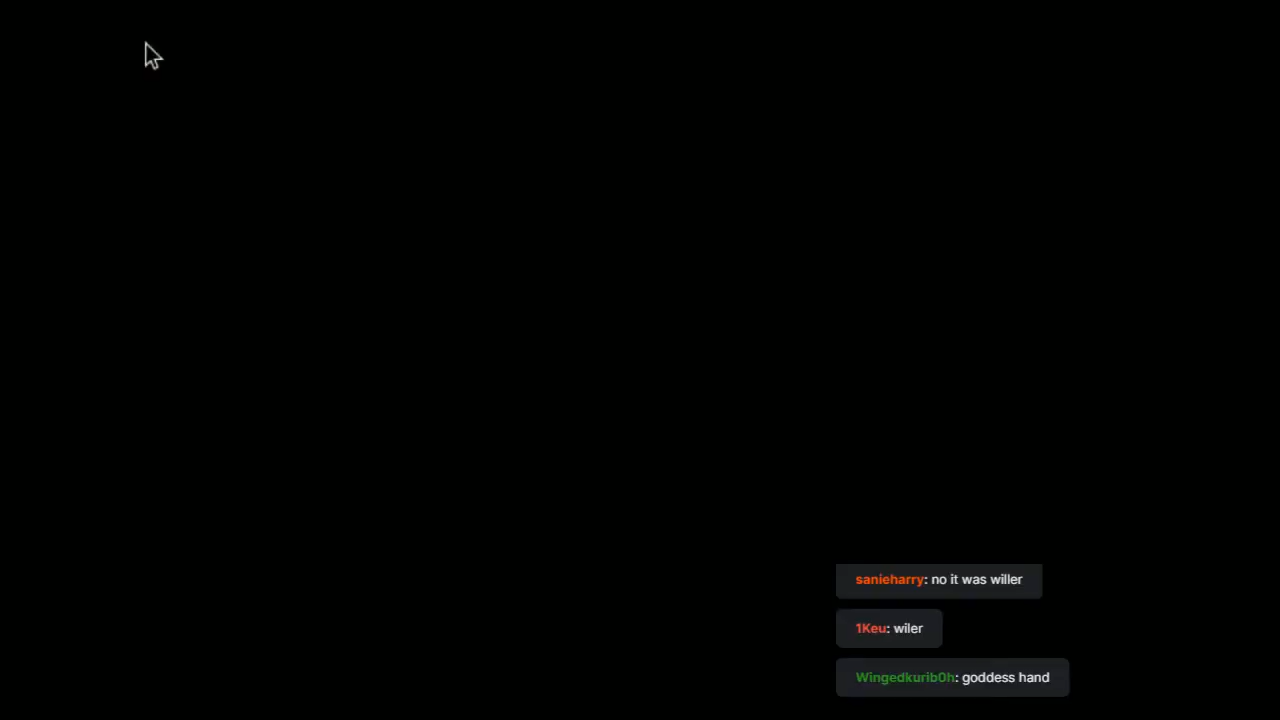 sanieharry: no it was willer
1Keu: wiler
Wingedkurib0h: goddess hand